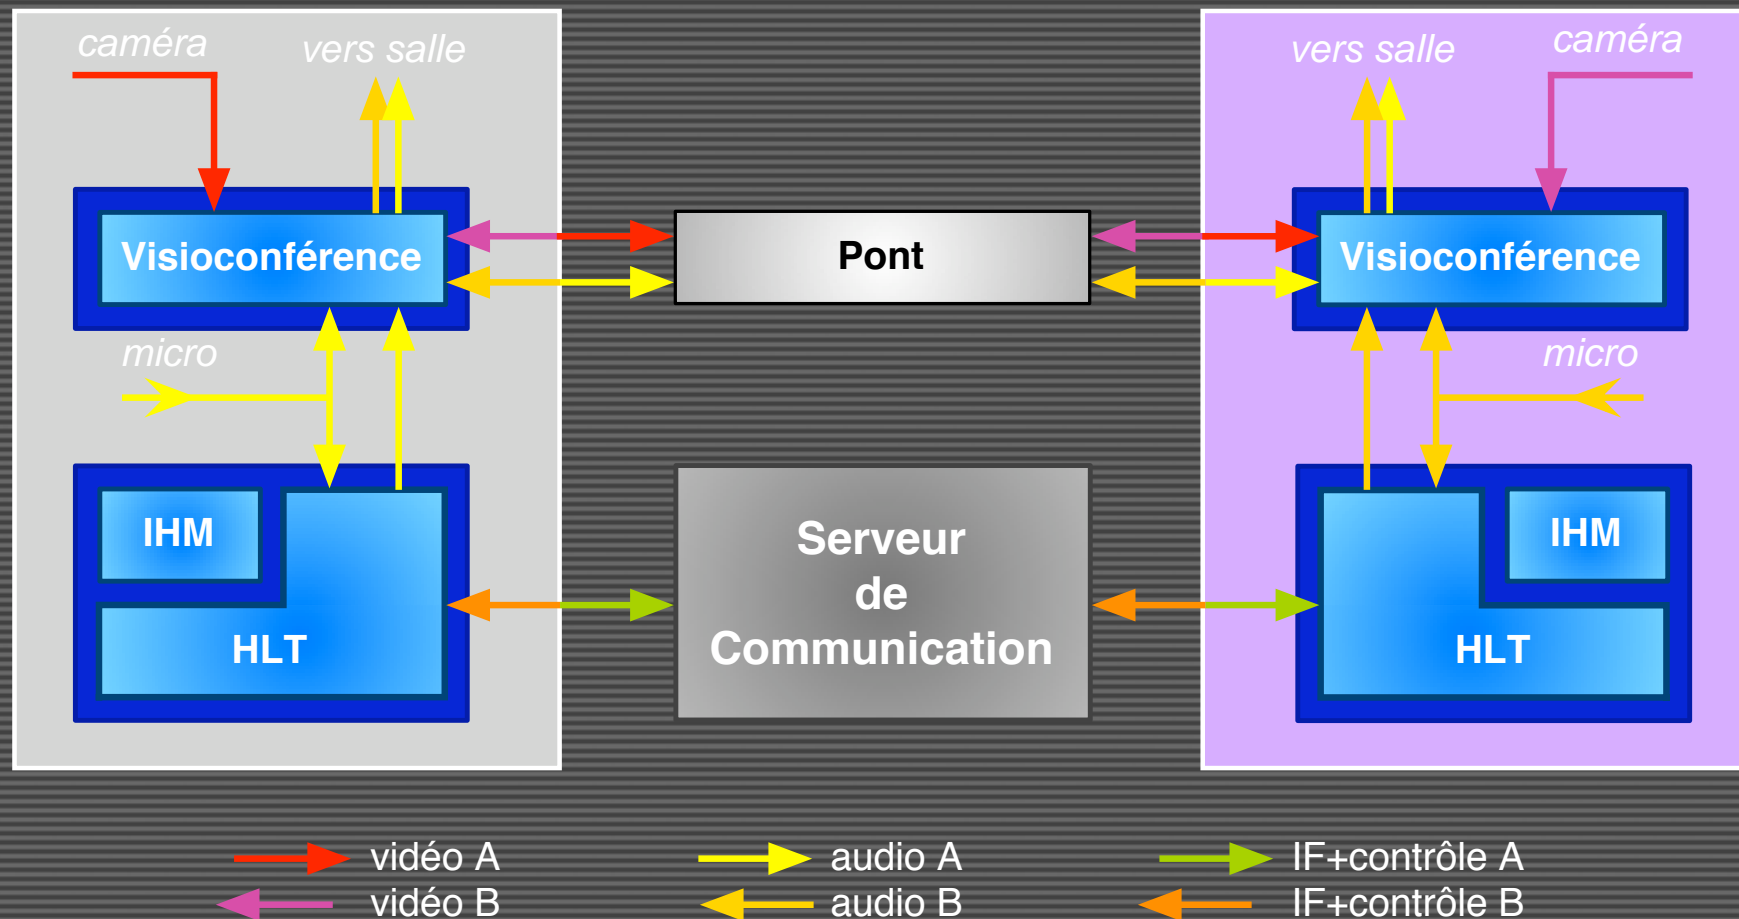 caméra
vers salle
vers salle
caméra
Visioconférence
Pont
Visioconférence
micro
micro
IHM
HLT
Serveur
de
Communication
IHM
HLT
vidéo A
audio A
IF+contrôle A
vidéo B
audio B
IF+contrôle B